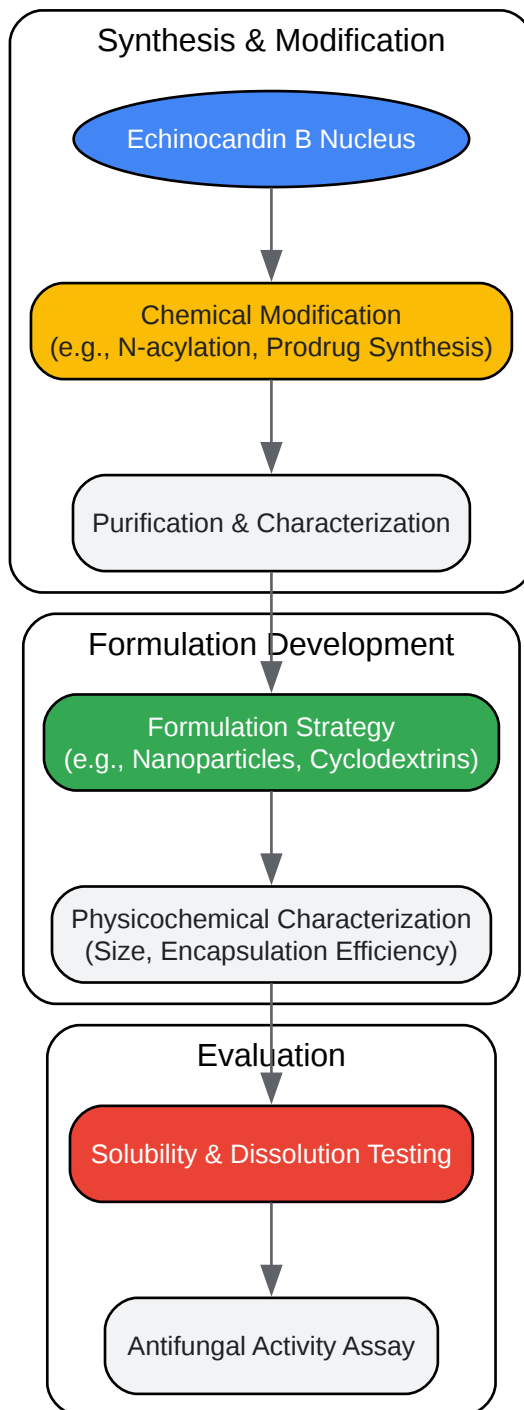 Synthesis & Modification
Echinocandin B Nucleus
Chemical Modification
(e.g., N-acylation, Prodrug Synthesis)
Purification & Characterization
Formulation Development
Formulation Strategy
(e.g., Nanoparticles, Cyclodextrins)
Physicochemical Characterization
(Size, Encapsulation Efficiency)
Evaluation
Solubility & Dissolution Testing
Antifungal Activity Assay